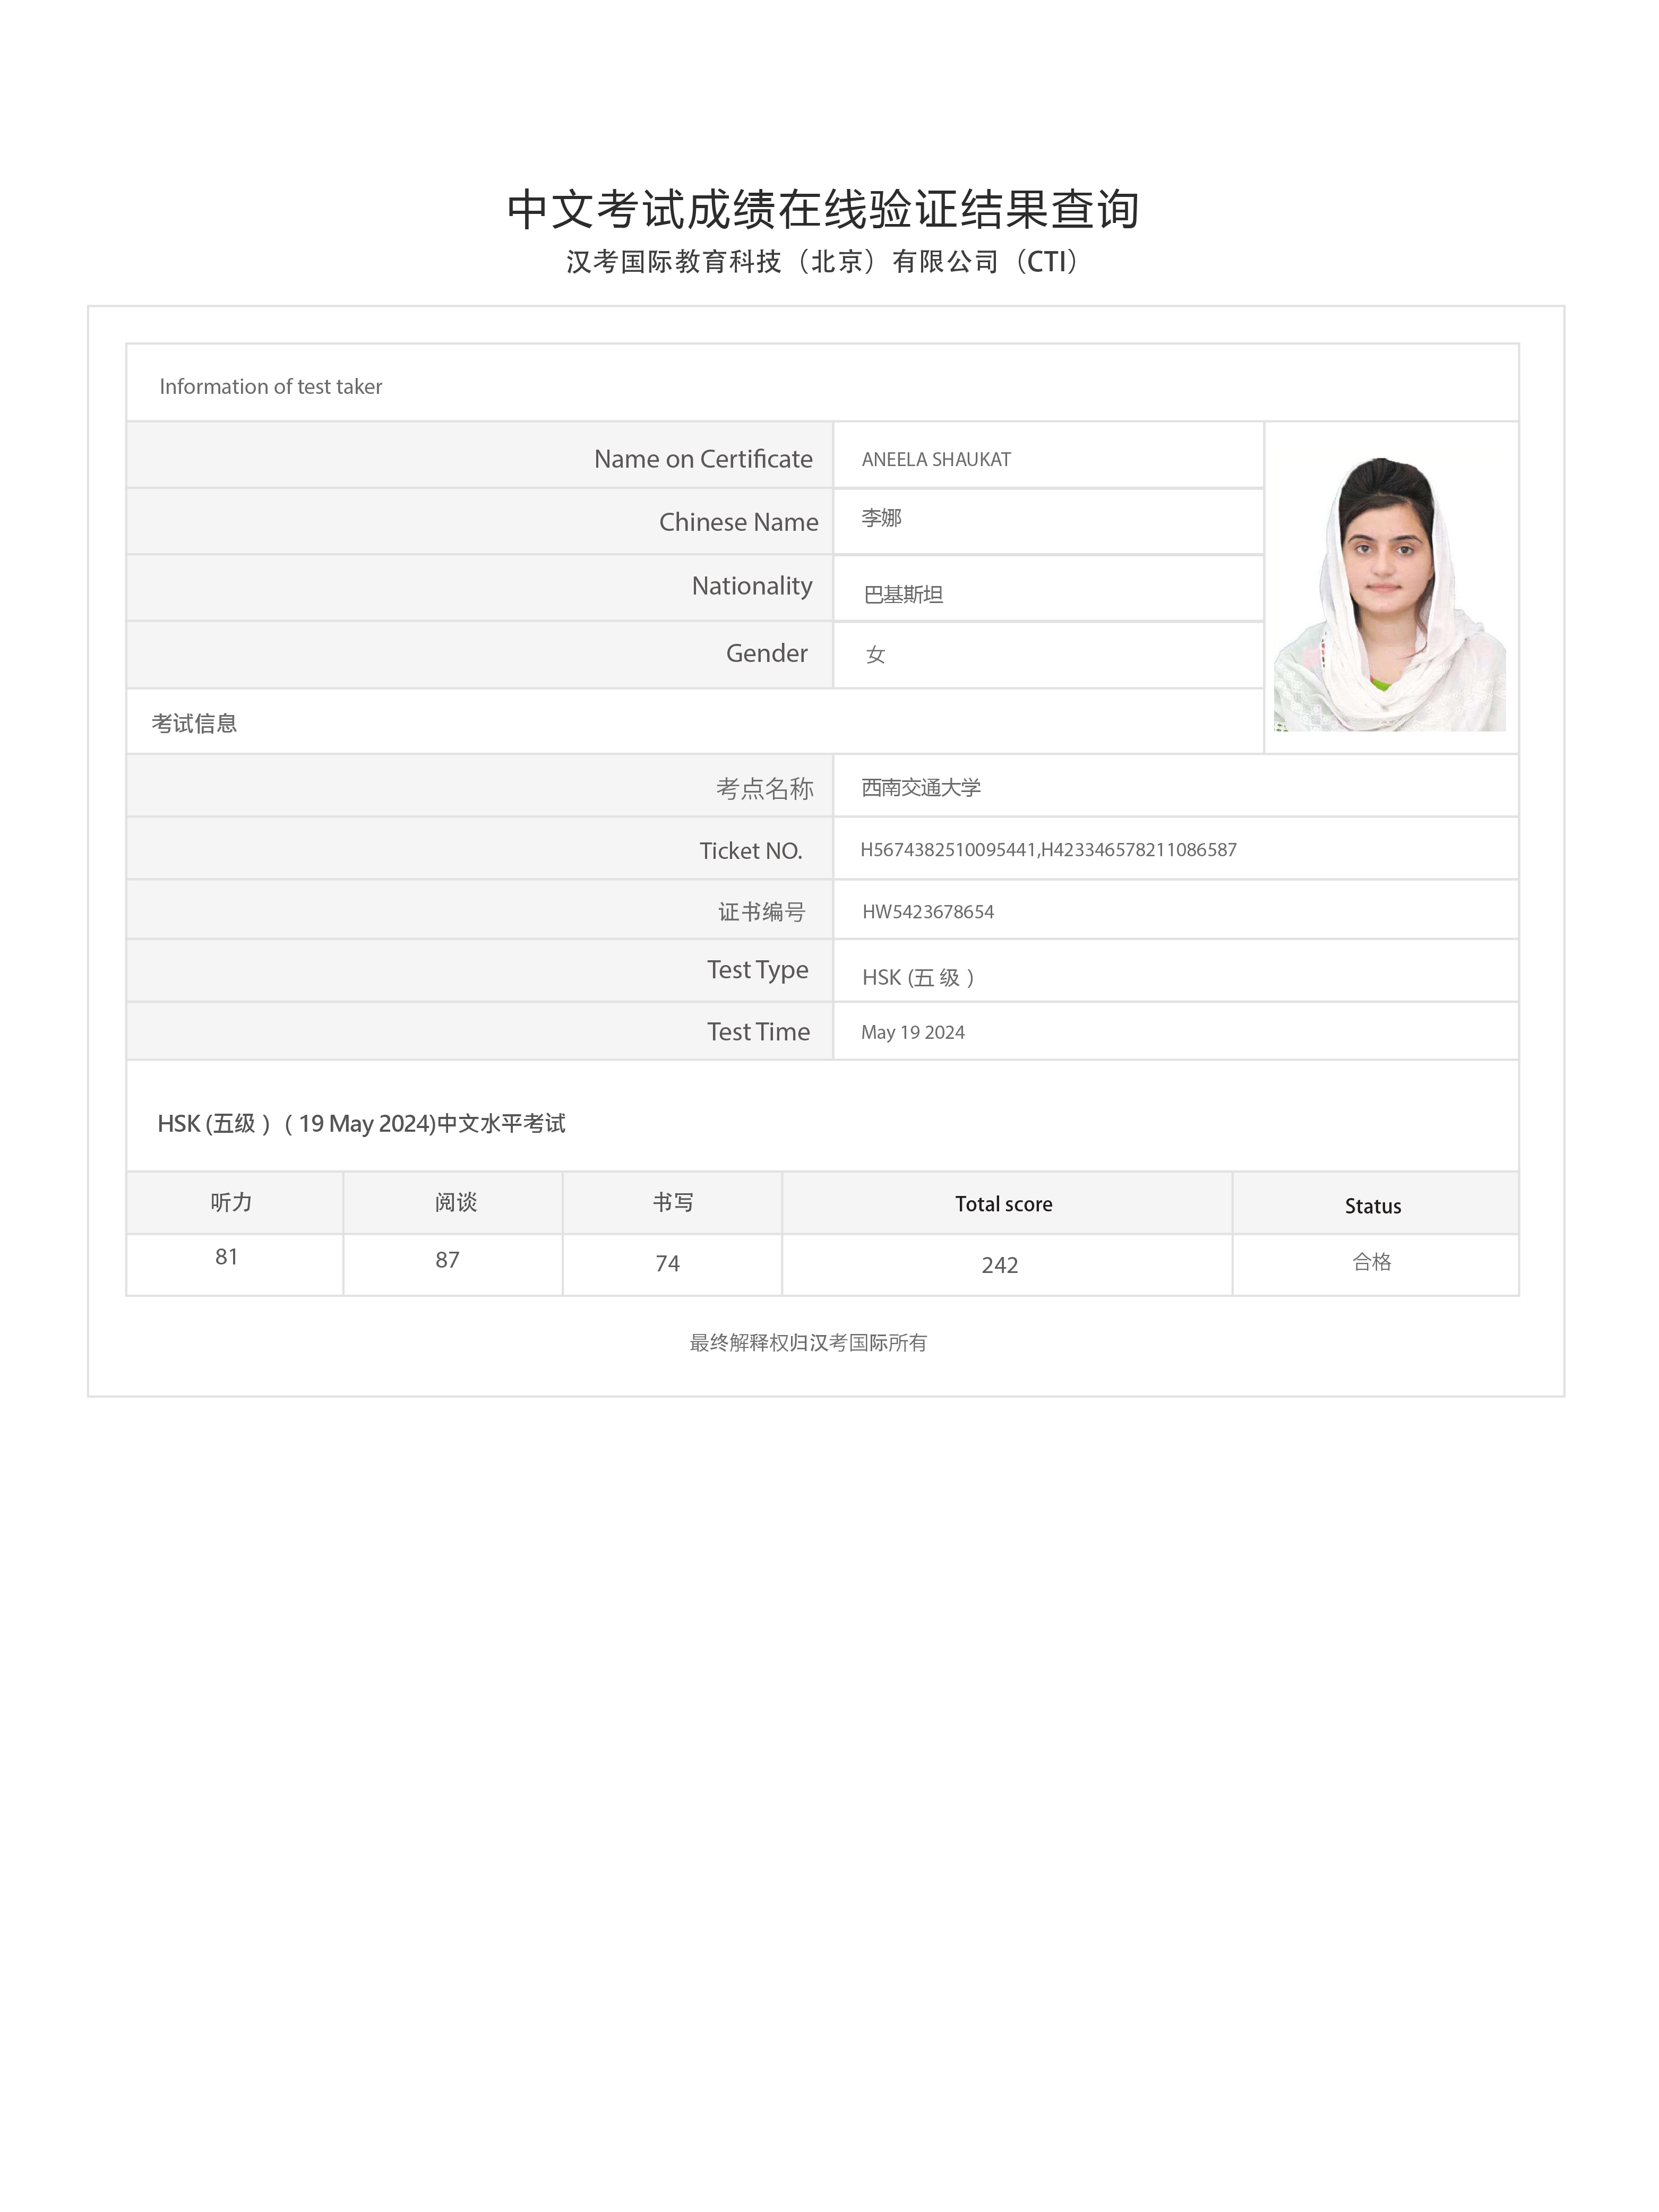 中文考试成绩在线验证结果查询
汉考国际教育科技（北京）有限公司（CTI）
Information of test taker
Name on Certificate ANEELA SHAUKAT
Chinese Name 李娜
Nationality 巴基斯坦
Gender 女
考试信息
考点名称 西南交通大学
Ticket NO. H5674382510095441,H423346578211086587
证书编号 HW5423678654
Test Type HSK (五 级 )
Test Time May 19 2024
HSK (五级 ) ( 19 May 2024)中文水平考试
听力 阅谈 书写 Total score Status
81 87 74 242 合格
最终解释权归汉考国际所有